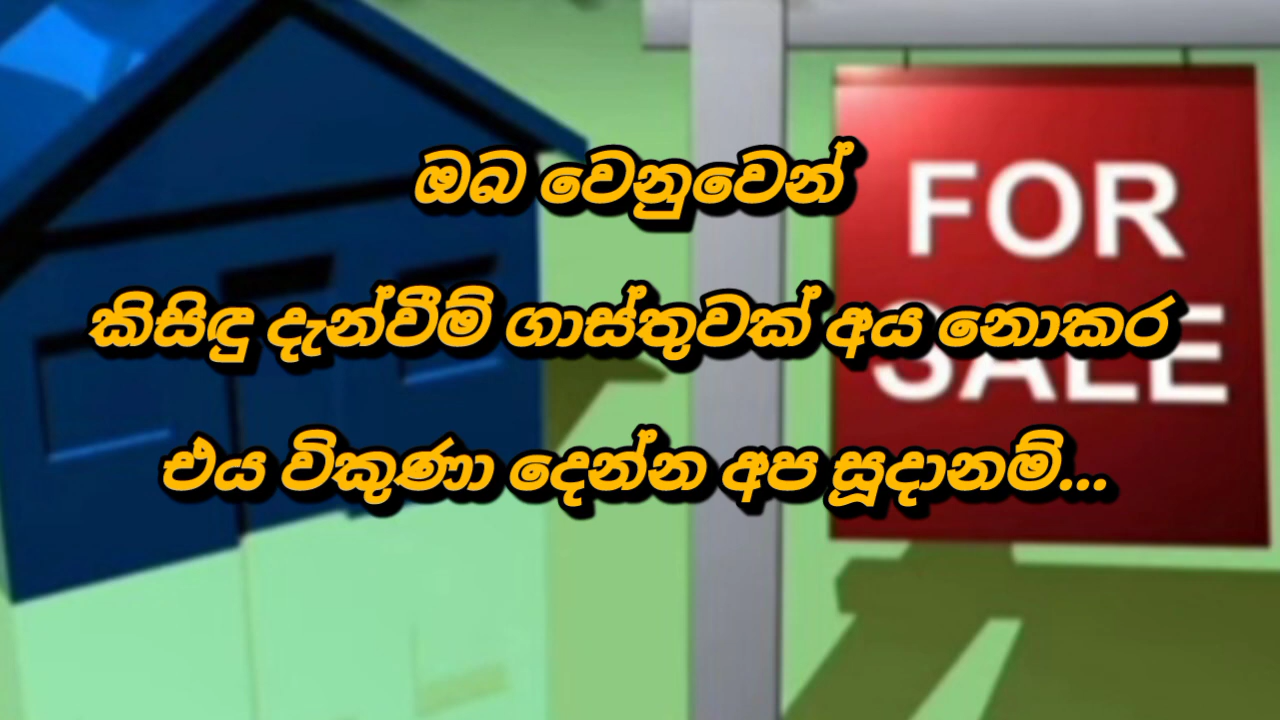 ඔබ වෙනුවෙන්
කිසිඳු දැන්වීම් ගාස්තුවක් අය නොකර
එය විකුණා දෙන්න අප සූදානම්...
FOR
SALE